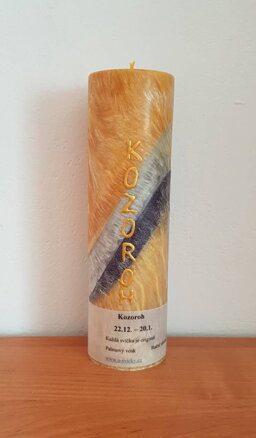 KOZOROH
Kozoroh
22.12. – 20.1.
Každá svíčka je originál
Palmový vosk